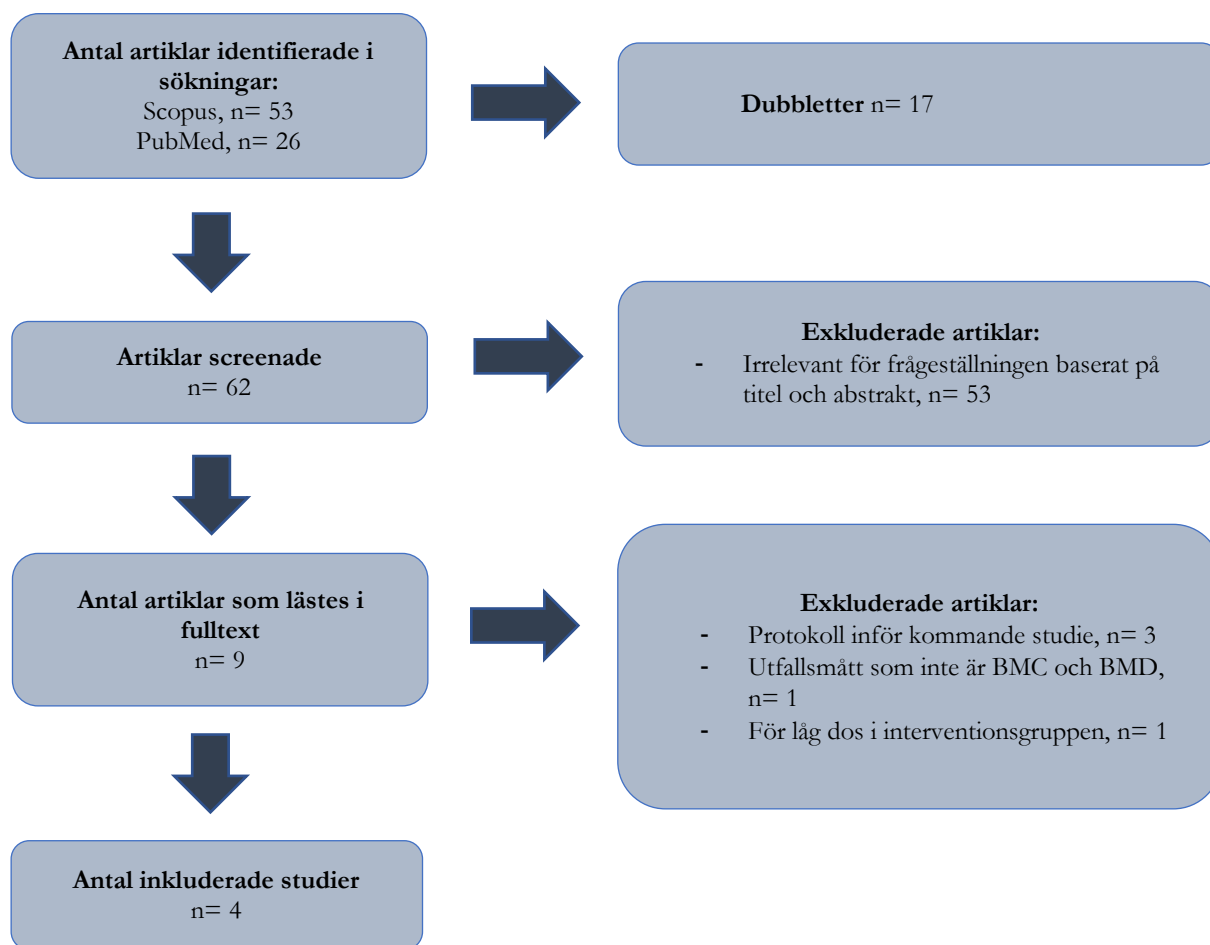 Antal artiklar identifierade i
sökningar:
Scopus, n= 53
PubMed, n= 26
Dubbletter n= 17
Artiklar screenade
n= 62
Exkluderade artiklar:
- Irrelevant för frågeställningen baserat på
titel och abstrakt, n= 53
Antal artiklar som lästes i
fulltext
n= 9
Exkluderade artiklar:
- Protokoll inför kommande studie, n= 3
- Utfallsmått som inte är BMC och BMD,
n= 1
- För låg dos i interventionsgruppen, n= 1
Antal inkluderade studier
n= 4